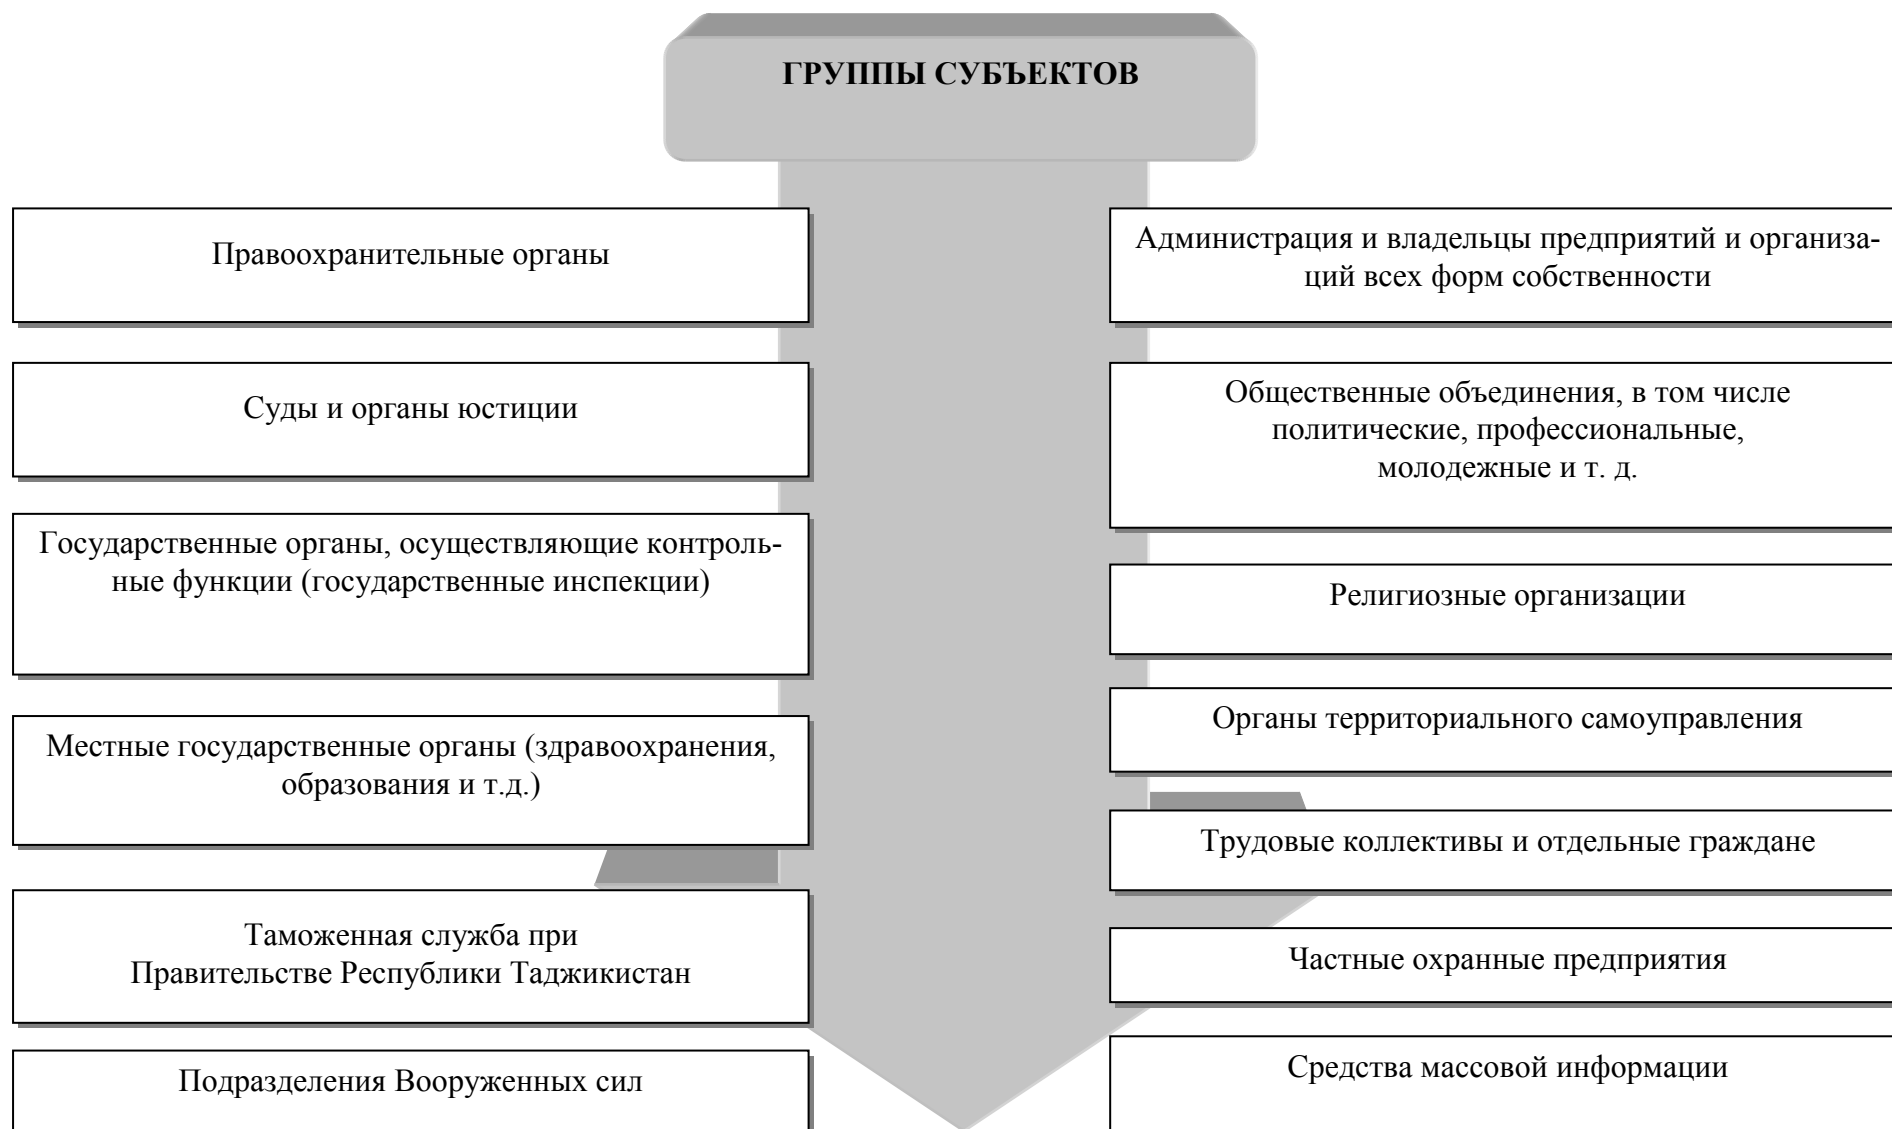 ГРУППЫ СУБЪЕКТОВ
Правоохранительные органы
Суды и органы юстиции
Государственные органы, осуществляющие контроль-
ные функции (государственные инспекции)
Местные государственные органы (здравоохранения,
образования и т.д.)
Таможенная служба при
Правительстве Республики Таджикистан
Подразделения Вооруженных сил
Администрация и владельцы предприятий и организа-
ций всех форм собственности
Общественные объединения, в том числе
политические, профессиональные,
молодежные и т. д.
Религиозные организации
Органы территориального самоуправления
Трудовые коллективы и отдельные граждане
Частные охранные предприятия
Средства массовой информации